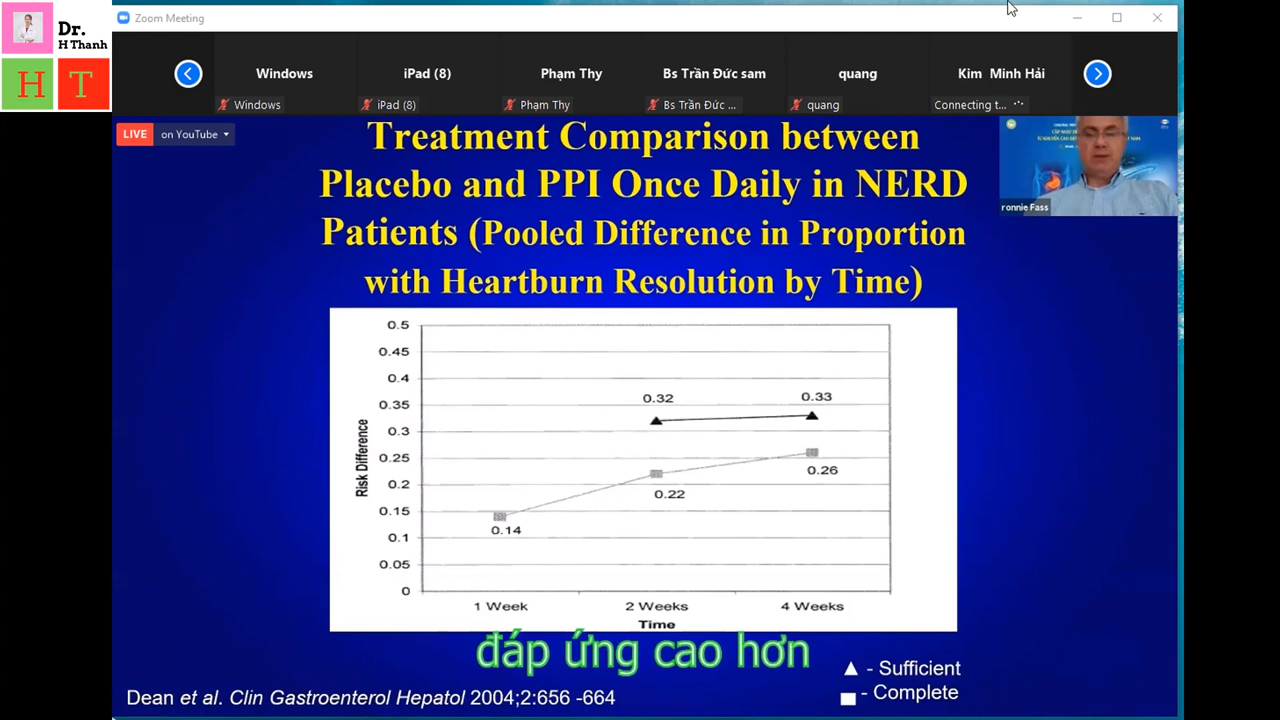 Dr.
H Thanh
H T
Zoom Meeting
Windows
iPad (8)
Phạm Thy
Bs Trần Đức sam
quang
Kim Minh Hải
Windows
iPad (8)
Phạm Thy
Bs Trần Đức ...
quang
Connecting t...
LIVE on YouTube
ronnie Fass
Treatment Comparison between
Placebo and PPI Once Daily in NERD
Patients (Pooled Difference in Proportion
with Heartburn Resolution by Time)
0.5
0.45
0.4
0.35
0.3
0.25
0.2
0.15
0.1
0.05
0
Risk Difference
0.32
0.33
0.14
0.22
0.26
1 Week
2 Weeks
4 Weeks
Time
đáp ứng cao hơn
- Sufficient
- Complete
Dean et al. Clin Gastroenterol Hepatol 2004;2:656 -664